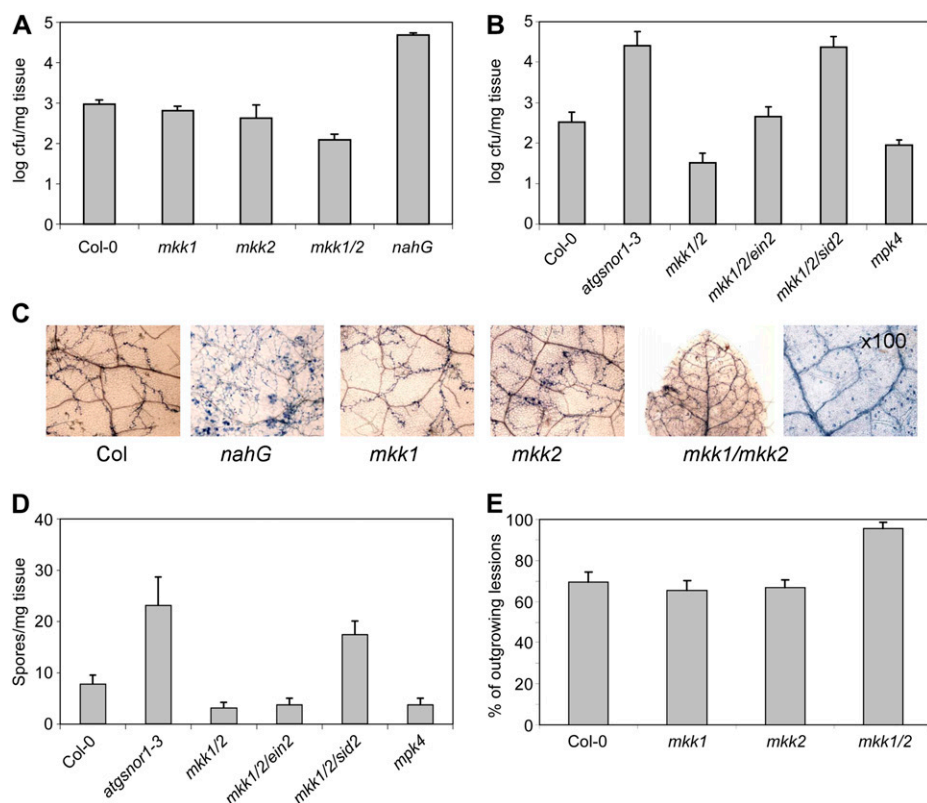 A
log cfu/mg tissue
5
4
3
2
1
0
Col-0 mkk1 mkk2 mkk1/2 nahG
B
log cfu/mg tissue
5
4
3
2
1
0
Col-0 atgsnor1-3 mkk1/2 mkk1/2/ein2 mkk1/2/sid2 mpk4
C
x100
Col nahG mkk1 mkk2 mkk1/mkk2
D
Spores/mg tissue
40
30
20
10
0
Col-0 atgsnor1-3 mkk1/2 mkk1/2/ein2 mkk1/2/sid2 mpk4
E
% of outgrowing lessions
100
80
60
40
20
0
Col-0 mkk1 mkk2 mkk1/2